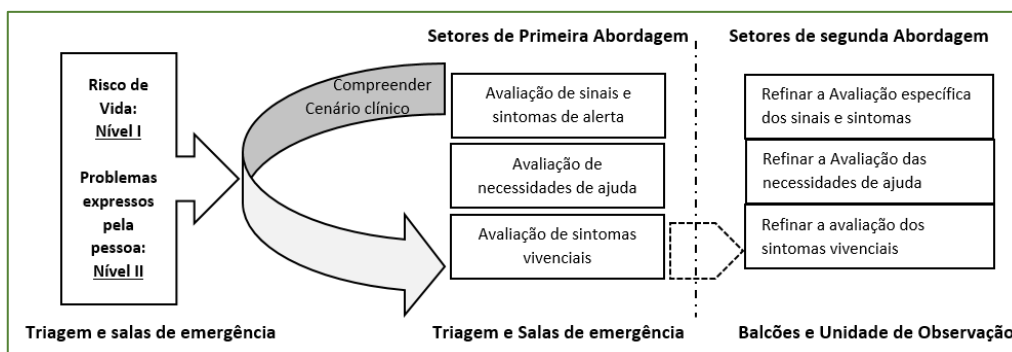 Setores de Primeira Abordagem
Setores de segunda Abordagem
Risco de
Vida:
Nível I
Problemas
expressos
pela
pessoa:
Nível II
Compreender
Cenário clínico
Avaliação de sinais e
sintomas de alerta
Avaliação de
necessidades de ajuda
Avaliação de sintomas
vivenciais
Refinar a Avaliação específica
dos sinais e sintomas
Refinar a Avaliação das
necessidades de ajuda
Refinar a avaliação dos
sintomas vivenciais
Triagem e salas de emergência
Triagem e Salas de emergência
Balcões e Unidade de Observação